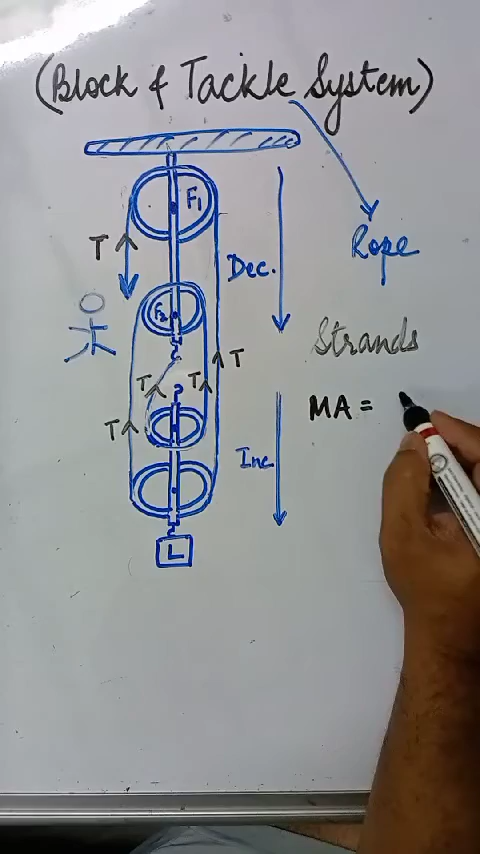 (Block & Tackle System)
F₁
T
Rope
Dec.
F₂
Strands
T
T T
T
MA =
Inc.
L